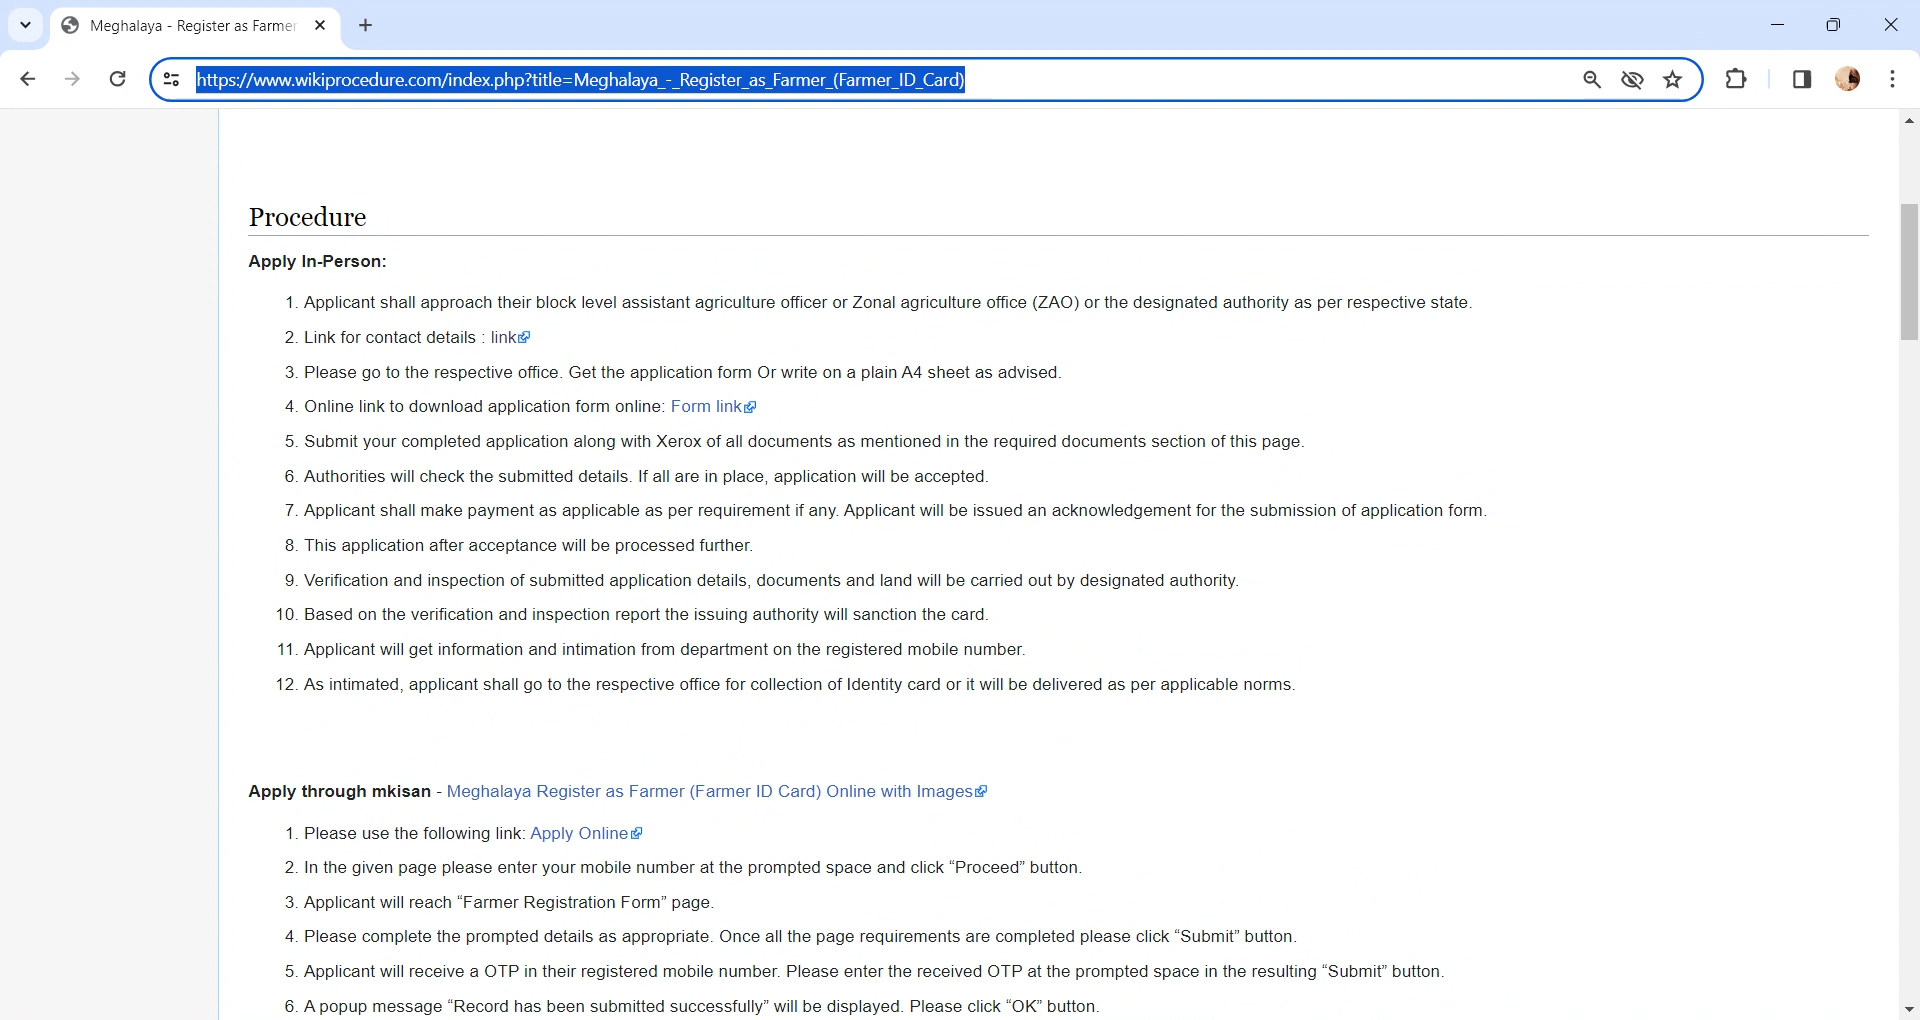 Meghalaya - Register as Farmer
https://www.wikiprocedure.com/index.php?title=Meghalaya_-_Register_as_Farmer_(Farmer_ID_Card)
Procedure
Apply In-Person:
1. Applicant shall approach their block level assistant agriculture officer or Zonal agriculture office (ZAO) or the designated authority as per respective state.
2. Link for contact details : link
3. Please go to the respective office. Get the application form Or write on a plain A4 sheet as advised.
4. Online link to download application form online: Form link
5. Submit your completed application along with Xerox of all documents as mentioned in the required documents section of this page.
6. Authorities will check the submitted details. If all are in place, application will be accepted.
7. Applicant shall make payment as applicable as per requirement if any. Applicant will be issued an acknowledgement for the submission of application form.
8. This application after acceptance will be processed further.
9. Verification and inspection of submitted application details, documents and land will be carried out by designated authority.
10. Based on the verification and inspection report the issuing authority will sanction the card.
11. Applicant will get information and intimation from department on the registered mobile number.
12. As intimated, applicant shall go to the respective office for collection of Identity card or it will be delivered as per applicable norms.
Apply through mkisan - Meghalaya Register as Farmer (Farmer ID Card) Online with Images
1. Please use the following link: Apply Online
2. In the given page please enter your mobile number at the prompted space and click “Proceed” button.
3. Applicant will reach “Farmer Registration Form” page.
4. Please complete the prompted details as appropriate. Once all the page requirements are completed please click “Submit” button.
5. Applicant will receive a OTP in their registered mobile number. Please enter the received OTP at the prompted space in the resulting “Submit” button.
6. A popup message “Record has been submitted successfully” will be displayed. Please click “OK” button.